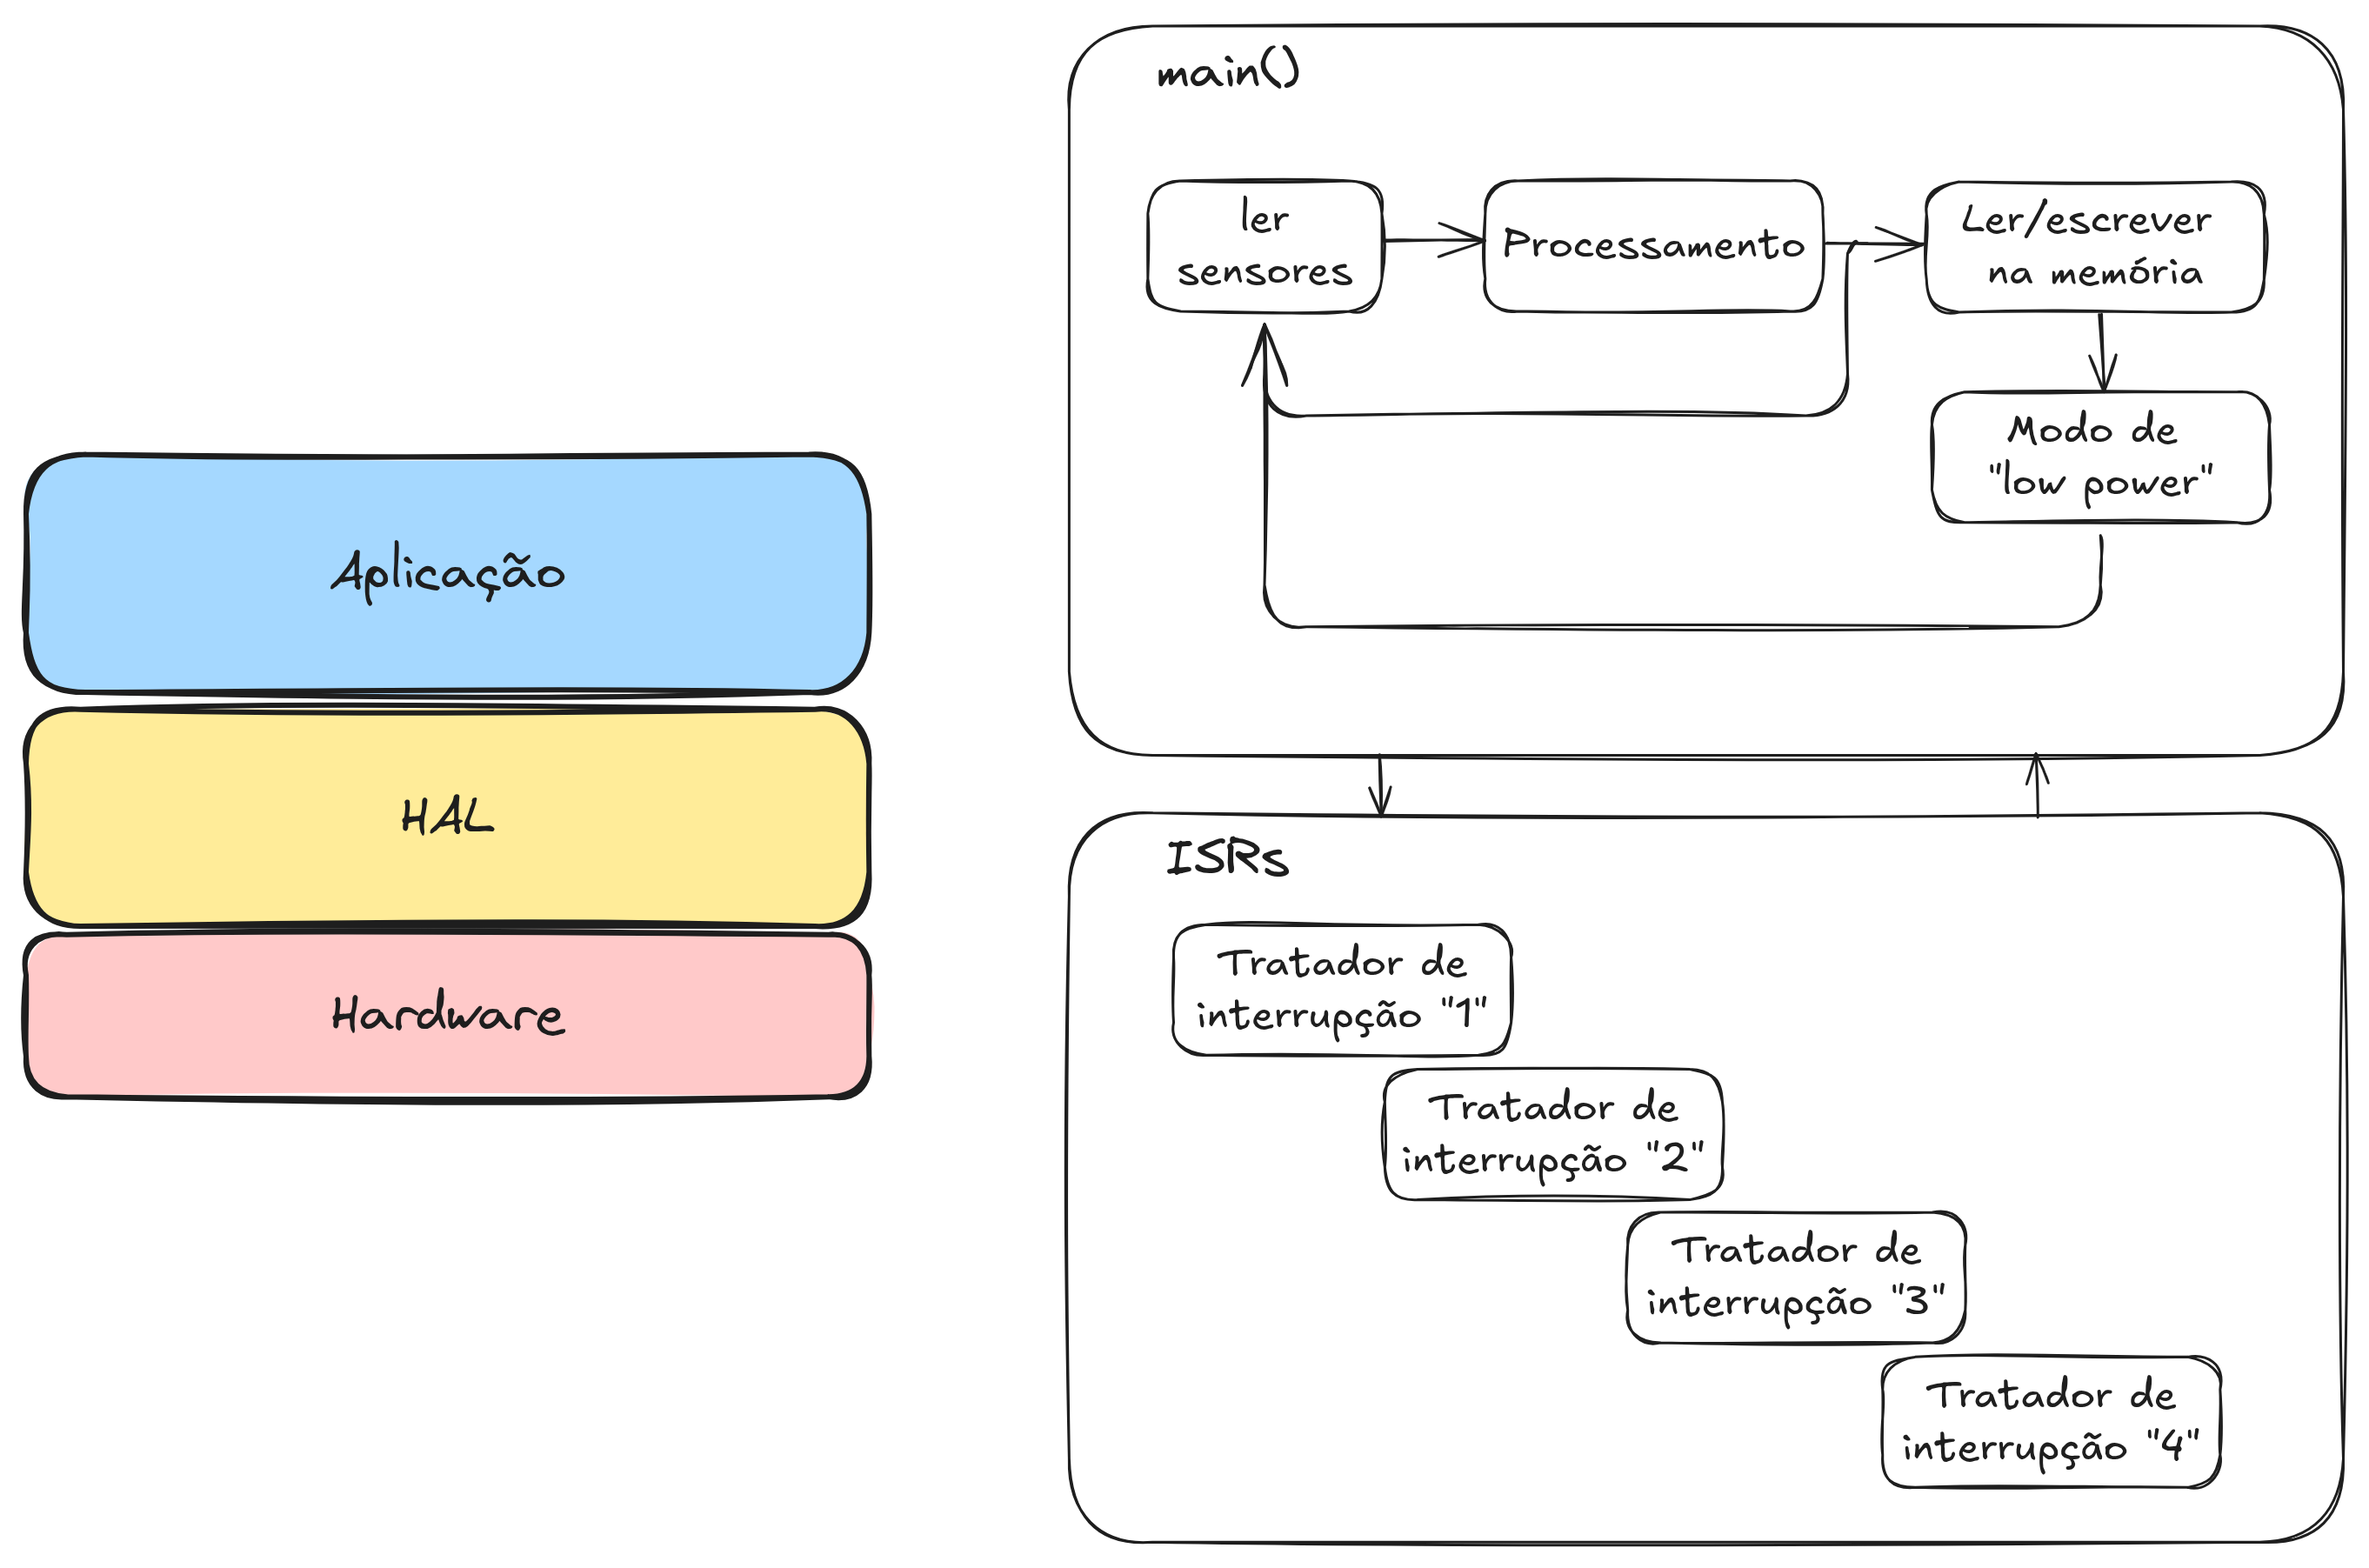 Aplicação
HAL
Hardware
main()
Ler
sensores
Processamento
Ler/escrever
na memória
Modo de
"low power"
ISRs
Tratador de
interrupção "1"
Tratador de
interrupção "2"
Tratador de
interrupção "3"
Tratador de
interrupção "4"